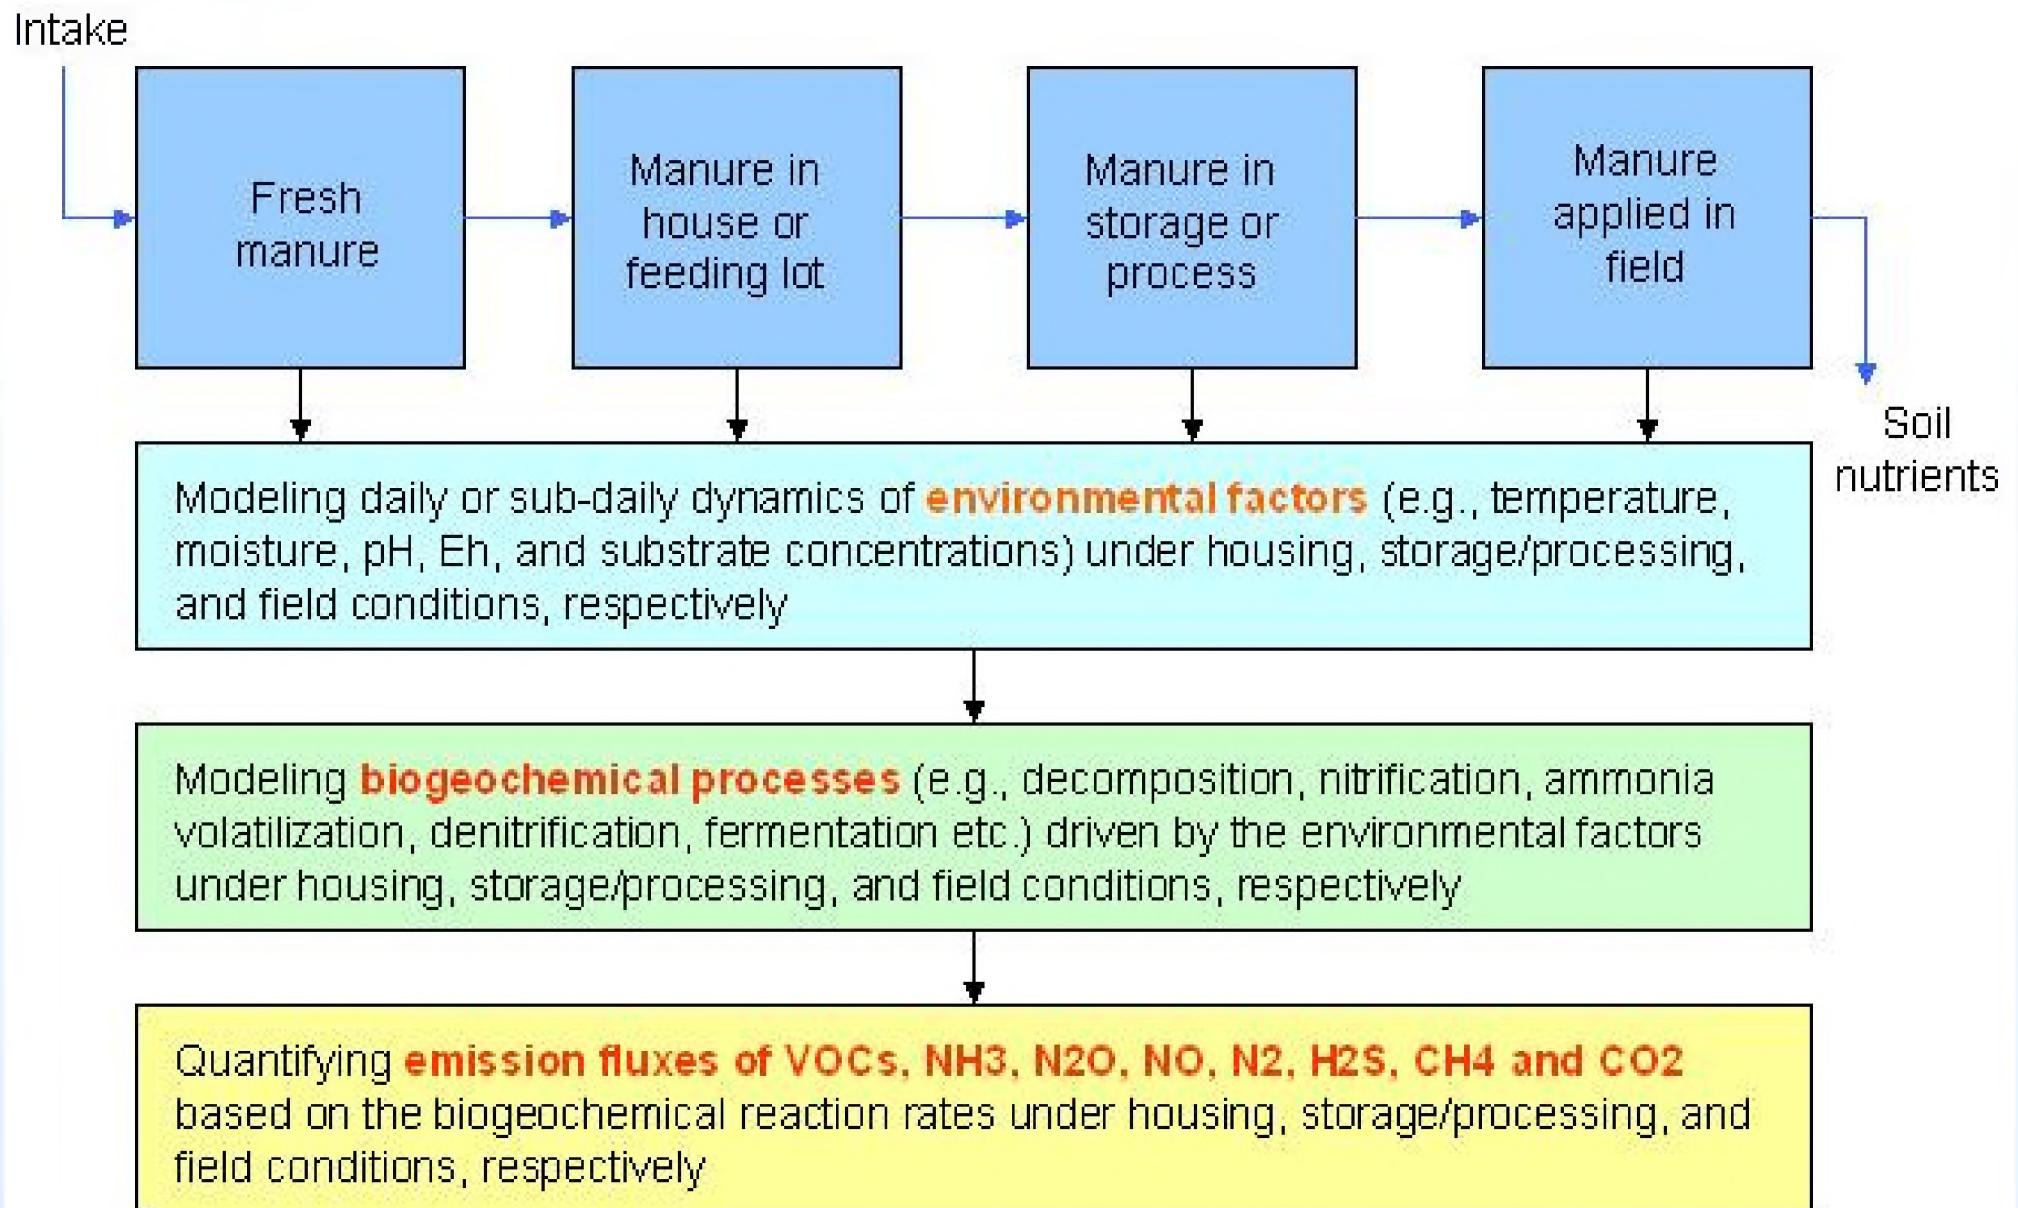 Intake
Fresh
manure
Manure in
house or
feeding lot
Manure in
storage or
process
Manure
applied in
field
Soil
nutrients
Modeling daily or sub-daily dynamics of environmental factors (e.g., temperature,
moisture, pH, Eh, and substrate concentrations) under housing, storage/processing,
and field conditions, respectively
Modeling biogeochemical processes (e.g., decomposition, nitrification, ammonia
volatilization, denitrification, fermentation etc.) driven by the environmental factors
under housing, storage/processing, and field conditions, respectively
Quantifying emission fluxes of VOCs, NH3, N2O, NO, N2, H2S, CH4 and CO2
based on the biogeochemical reaction rates under housing, storage/processing, and
field conditions, respectively